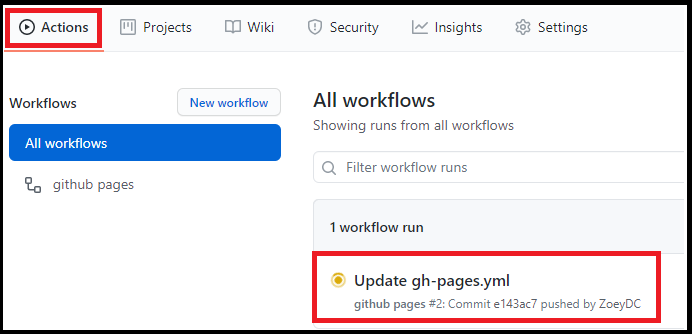 Actions Projects Wiki Security Insights Settings
Workflows
New workflow
All workflows
github pages
All workflows
Showing runs from all workflows
Filter workflow runs
1 workflow run
Update gh-pages.yml
github pages #2: Commit e143ac7 pushed by ZoeyDC